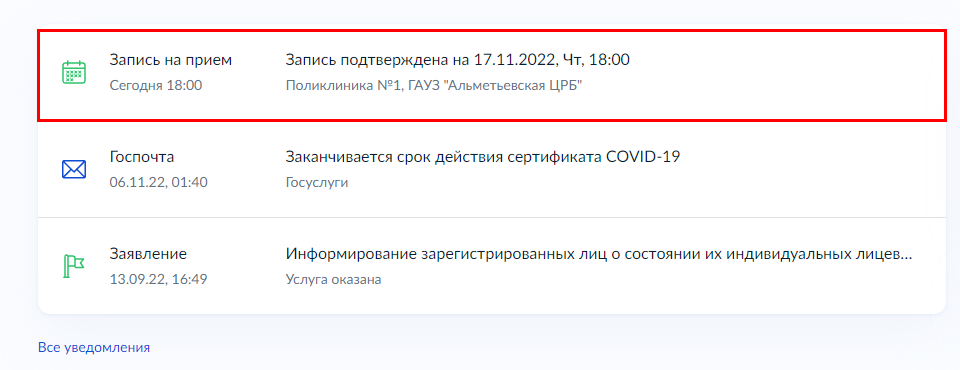 Запись на прием
Запись подтверждена на 17.11.2022, Чт, 18:00
Сегодня 18:00
Поликлиника №1, ГАУЗ "Альметьевская ЦРБ"
Госпочта
Заканчивается срок действия сертификата COVID-19
06.11.22, 01:40
Госуслуги
Заявление
Информирование зарегистрированных лиц о состоянии их индивидуальных лицев...
13.09.22, 16:49
Услуга оказана
Все уведомления